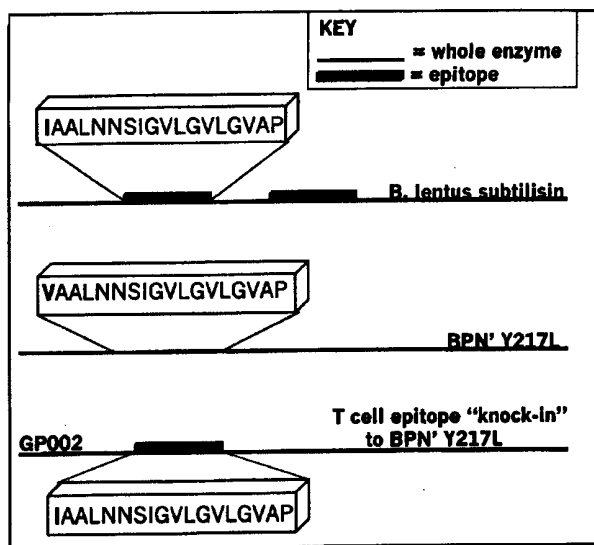 KEY
= whole enzyme
= epitope
IAALNNSIGVLGVLGVAP
B. lentus subtilisin
VAALNNSIGVLGVLGVAP
BPN' Y217L
T cell epitope "knock-in"
GP002 to BPN' Y217L
IAALNNSIGVLGVLGVAP